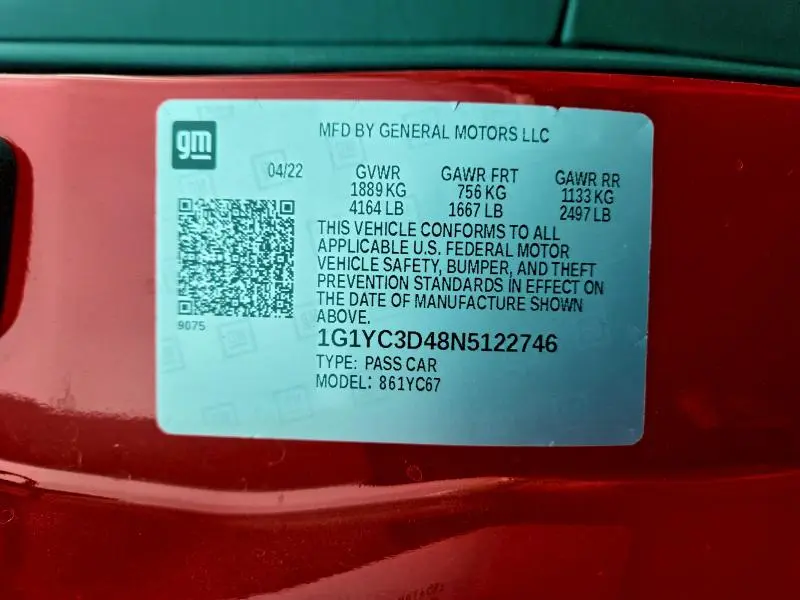 gm
MFD BY GENERAL MOTORS LLC
04/22 GVWR GAWR FRT GAWR RR
1889 KG 756 KG 1133 KG
4164 LB 1667 LB 2497 LB
THIS VEHICLE CONFORMS TO ALL
APPLICABLE U.S. FEDERAL MOTOR
VEHICLE SAFETY, BUMPER, AND THEFT
PREVENTION STANDARDS IN EFFECT ON
THE DATE OF MANUFACTURE SHOWN
ABOVE.
9075
1G1YC3D48N5122746
TYPE: PASS CAR
MODEL: 861YC67